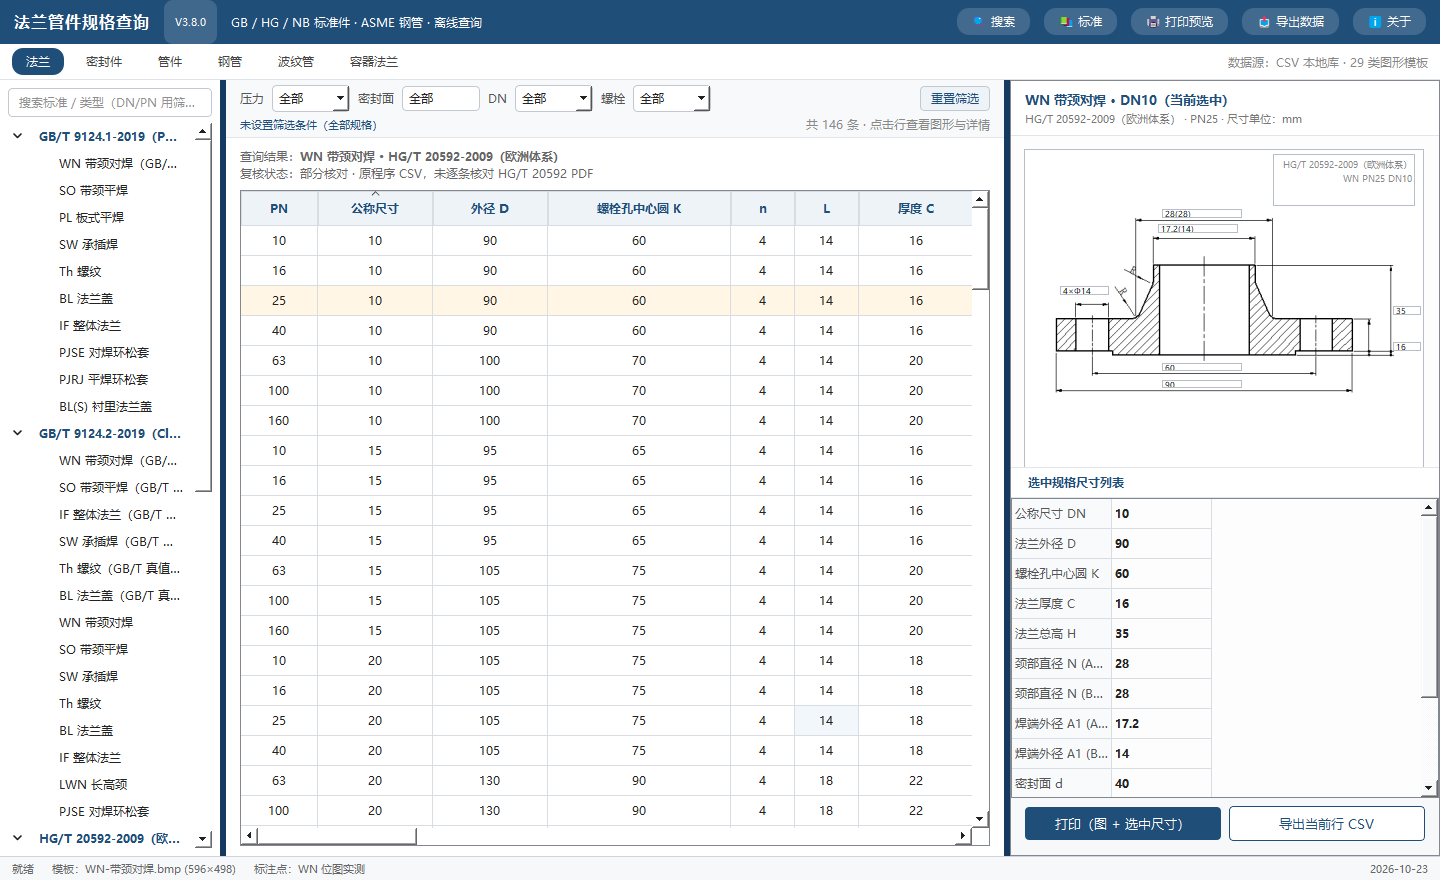 法兰管件规格查询 V3.8.0 GB / HG / NB 标准件 · ASME 钢管 · 离线查询 搜索 标准 打印预览 导出数据 关于
法兰 密封件 管件 钢管 波纹管 容器法兰 数据源：CSV 本地库 · 29 类图形模板
搜索标准 / 类型（DN/PN 用筛...
GB/T 9124.1-2019（P...
WN 带颈对焊（GB/...
SO 带颈平焊
PL 板式平焊
SW 承插焊
Th 螺纹
BL 法兰盖
IF 整体法兰
PJSE 对焊环松套
PJRJ 平焊环松套
BL(S) 衬里法兰盖
GB/T 9124.2-2019（Cl...
WN 带颈对焊（GB/...
SO 带颈平焊（GB/T ...
IF 整体法兰（GB/T ...
SW 承插焊（GB/T ...
Th 螺纹（GB/T 真值...
BL 法兰盖（GB/T 真...
WN 带颈对焊
SO 带颈平焊
SW 承插焊
Th 螺纹
BL 法兰盖
IF 整体法兰
LWN 长高颈
PJSE 对焊环松套
HG/T 20592-2009（欧...
压力 全部 密封面 全部 DN 全部 螺栓 全部 重置筛选
未设置筛选条件（全部规格） 共 146 条 · 点击行查看图形与详情
查询结果：WN 带颈对焊 · HG/T 20592-2009（欧洲体系）
复核状态：部分核对 · 原程序 CSV，未逐条核对 HG/T 20592 PDF
PN 公称尺寸 外径 D 螺栓孔中心圆 K n L 厚度 C
10 10 90 60 4 14 16
16 10 90 60 4 14 16
25 10 90 60 4 14 16
40 10 90 60 4 14 16
63 10 100 70 4 14 20
100 10 100 70 4 14 20
160 10 100 70 4 14 20
10 15 95 65 4 14 16
16 15 95 65 4 14 16
25 15 95 65 4 14 16
40 15 95 65 4 14 16
63 15 105 75 4 14 20
100 15 105 75 4 14 20
160 15 105 75 4 14 20
10 20 105 75 4 14 18
16 20 105 75 4 14 18
25 20 105 75 4 14 18
40 20 105 75 4 14 18
63 20 130 90 4 18 22
100 20 130 90 4 18 22
WN 带颈对焊 · DN10（当前选中）
HG/T 20592-2009（欧洲体系） · PN25 · 尺寸单位：mm
HG/T 20592-2009（欧洲体系）
WN PN25 DN10
28(28)
17.2(14)
R
R
4×Φ14
35
16
60
90
选中规格尺寸列表
公称尺寸 DN 10
法兰外径 D 90
螺栓孔中心圆 K 60
法兰厚度 C 16
法兰总高 H 35
颈部直径 N (A... 28
颈部直径 N (B... 28
焊端外径 A1 (A... 17.2
焊端外径 A1 (B... 14
密封面 d 40
打印（图 + 选中尺寸） 导出当前行 CSV
就绪 模板：WN-带颈对焊.bmp (596×498) 标注点：WN 位图实测 2026-10-23